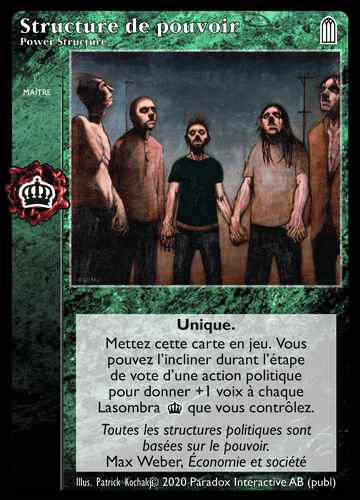 Structure de pouvoir
Power Structure
MAÎTRE
Unique.
Mettez cette carte en jeu. Vous
pouvez l'incliner durant l'étape
de vote d'une action politique
pour donner +1 voix à chaque
Lasombra que vous contrôlez.
Toutes les structures politiques sont
basées sur le pouvoir.
Max Weber, Économie et société
Illus. Patrick Kochakji © 2020 Paradox Interactive AB (publ)